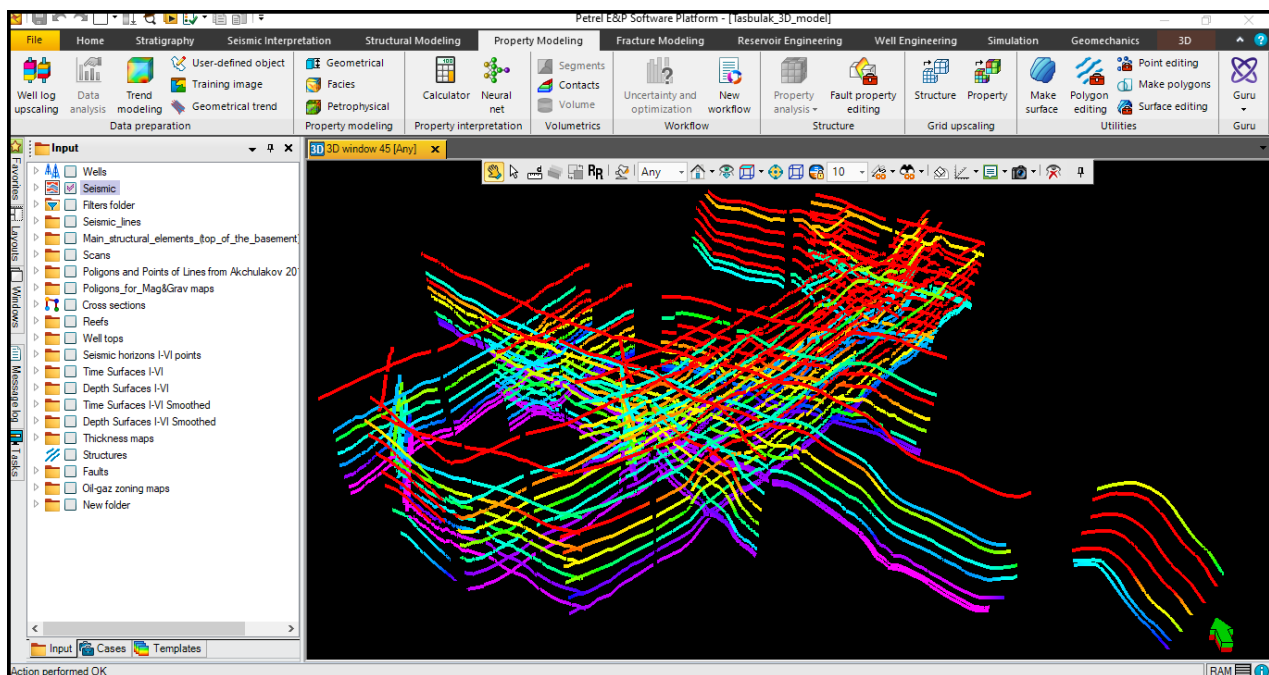 Petrel E&P Software Platform - [Tasbulak_3D_model]
File Home Stratigraphy Seismic Interpretation Structural Modeling Property Modeling Fracture Modeling Reservoir Engineering Well Engineering Simulation Geomechanics 3D
Well log upscaling
Data analysis
Trend modeling
User-defined object
Training image
Geometrical trend
Data preparation
Geometrical
Facies
Petrophysical
Property modeling
Calculator
Neural net
Property interpretation
Segments
Contacts
Volume
Volumetrics
Uncertainty and optimization
New workflow
Workflow
Property analysis
Fault property editing
Structure
Structure
Property
Grid upscaling
Make surface
Polygon editing
Point editing
Make polygons
Surface editing
Utilities
Guru
Guru
Favorites
Layouts
Windows
Message log
Tasks
Input
Wells
Seismic
Filters folder
Seismic_lines
Main_structural_elements_(top_of_the_basement)
Scans
Poligons and Points of Lines from Akchulakov 20
Poligons_for_Mag&Grav maps
Cross sections
Reefs
Well tops
Seismic horizons I-VI points
Time Surfaces I-VI
Depth Surfaces I-VI
Time Surfaces I-VI Smoothed
Depth Surfaces I-VI Smoothed
Thickness maps
Structures
Faults
Oil-gaz zoning maps
New folder
Input Cases Templates
3D 3D window 45 [Any]
RR Any 10
Action performed OK
RAM